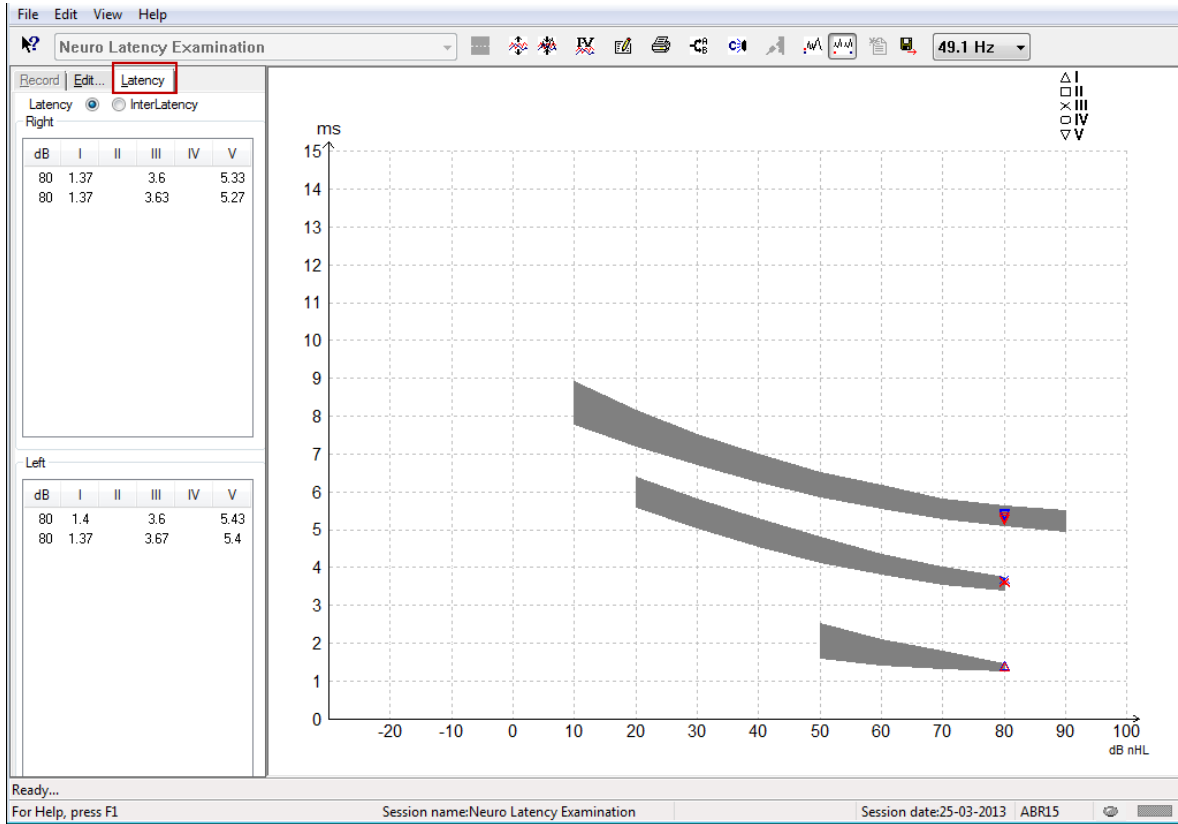 File Edit View Help
Neuro Latency Examination
IV
49.1 Hz
Record Edit... Latency
Latency InterLatency
Right
dB I II III IV V
80 1.37 3.6 5.33
80 1.37 3.63 5.27
Left
dB I II III IV V
80 1.4 3.6 5.43
80 1.37 3.67 5.4
I
II
III
IV
V
ms
15
14
13
12
11
10
9
8
7
6
5
4
3
2
1
0
-20 -10 0 10 20 30 40 50 60 70 80 90 100
dB nHL
Ready...
For Help, press F1 Session name:Neuro Latency Examination Session date:25-03-2013 ABR15